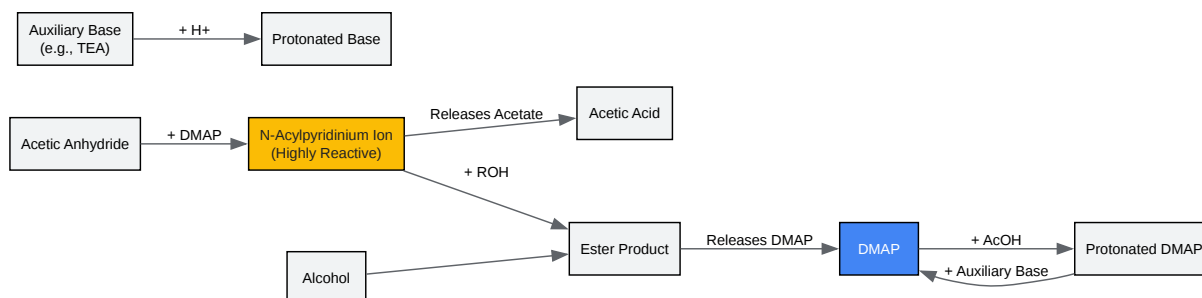 Auxiliary Base
(e.g., TEA)
+ H+
Protonated Base
Acetic Anhydride
+ DMAP
N-Acylpyridinium Ion
(Highly Reactive)
Releases Acetate
Acetic Acid
+ ROH
Alcohol
Ester Product
Releases DMAP
DMAP
+ AcOH
+ Auxiliary Base
Protonated DMAP